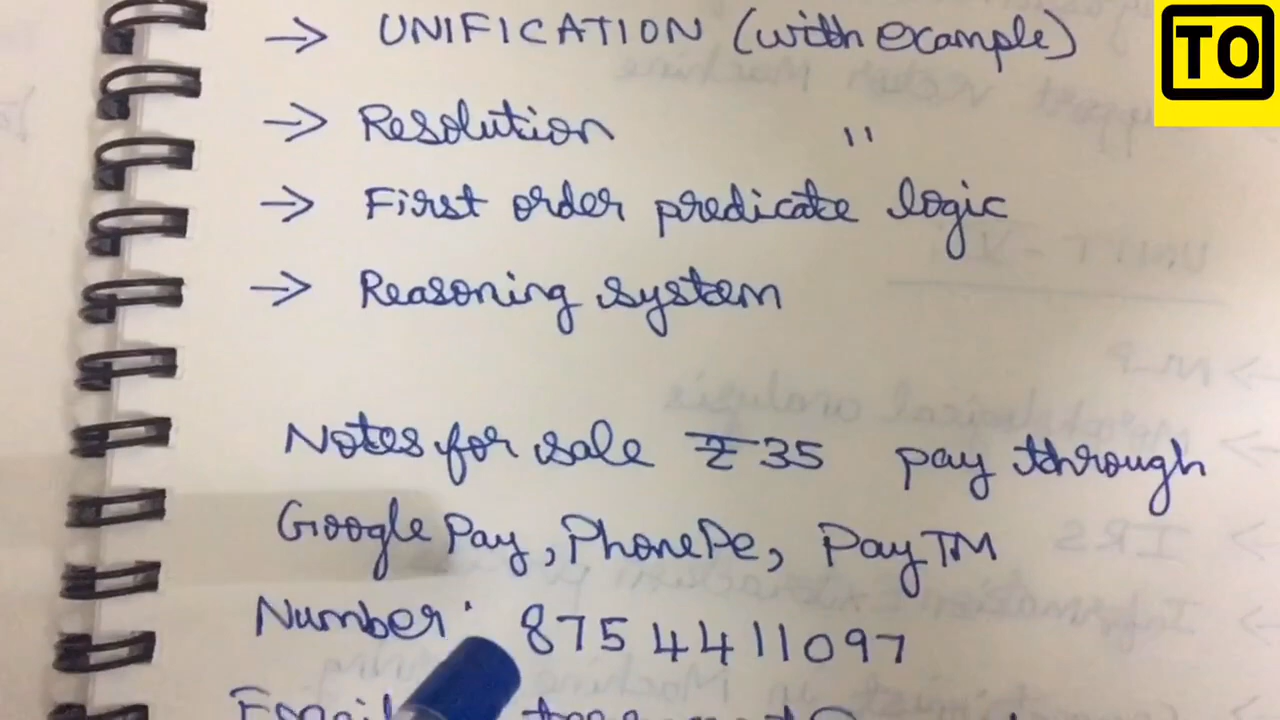 TO
→ UNIFICATION (with example)
→ Resolution "
→ First order predicate logic
→ Reasoning system
Notes for sale ₹35 pay through
Google Pay, PhonePe, PayTM
Number: 8754411097